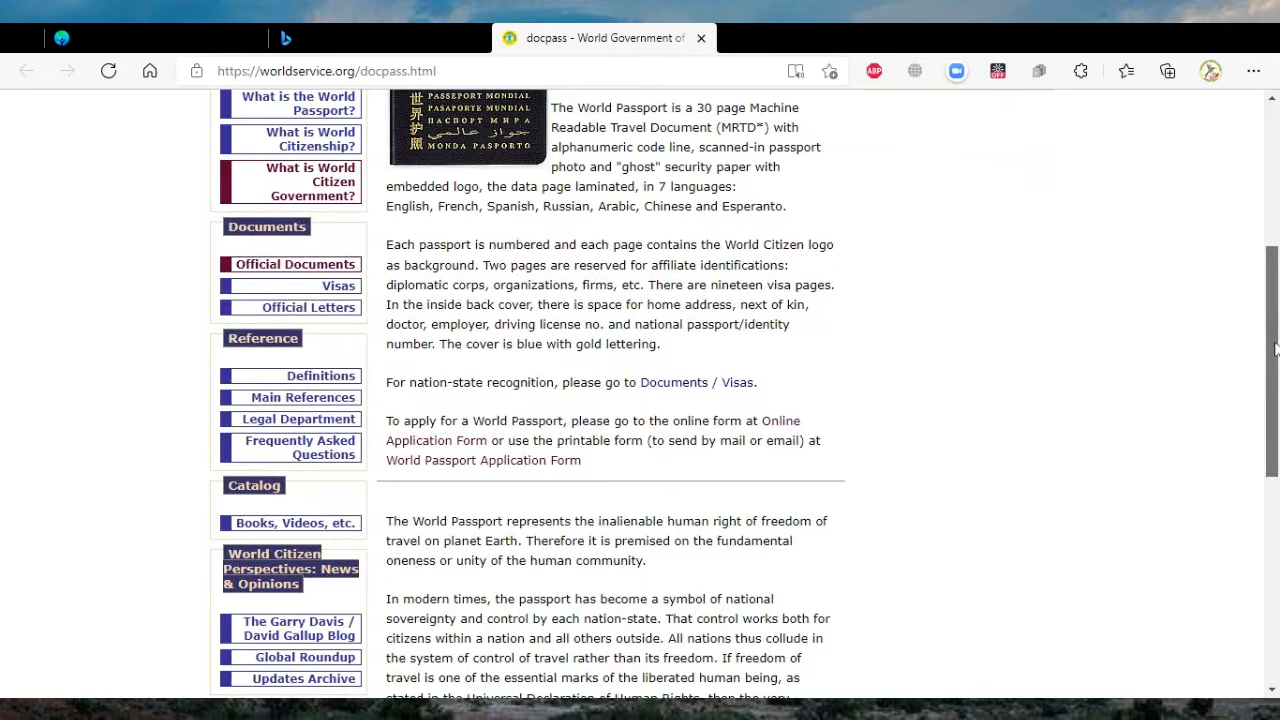 docpass - World Government of
https://worldservice.org/docpass.html
ABP
OFF
What is the World
Passport?
What is World
Citizenship?
What is World
Citizen
Government?
Documents
Official Documents
Visas
Official Letters
Reference
Definitions
Main References
Legal Department
Frequently Asked
Questions
Catalog
Books, Videos, etc.
World Citizen
Perspectives: News
& Opinions
The Garry Davis /
David Gallup Blog
Global Roundup
Updates Archive
世界护照
PASSEPORT MONDIAL
PASAPORTE MUNDIAL
ПАСПОРТ МИРА
جواز عالمي
MONDA PASPORTO
The World Passport is a 30 page Machine
Readable Travel Document (MRTD*) with
alphanumeric code line, scanned-in passport
photo and "ghost" security paper with
embedded logo, the data page laminated, in 7 languages:
English, French, Spanish, Russian, Arabic, Chinese and Esperanto.
Each passport is numbered and each page contains the World Citizen logo
as background. Two pages are reserved for affiliate identifications:
diplomatic corps, organizations, firms, etc. There are nineteen visa pages.
In the inside back cover, there is space for home address, next of kin,
doctor, employer, driving license no. and national passport/identity
number. The cover is blue with gold lettering.
For nation-state recognition, please go to Documents / Visas.
To apply for a World Passport, please go to the online form at Online
Application Form or use the printable form (to send by mail or email) at
World Passport Application Form
The World Passport represents the inalienable human right of freedom of
travel on planet Earth. Therefore it is premised on the fundamental
oneness or unity of the human community.
In modern times, the passport has become a symbol of national
sovereignty and control by each nation-state. That control works both for
citizens within a nation and all others outside. All nations thus collude in
the system of control of travel rather than its freedom. If freedom of
travel is one of the essential marks of the liberated human being, as
stated in the Universal Declaration of Human Rights, then the very